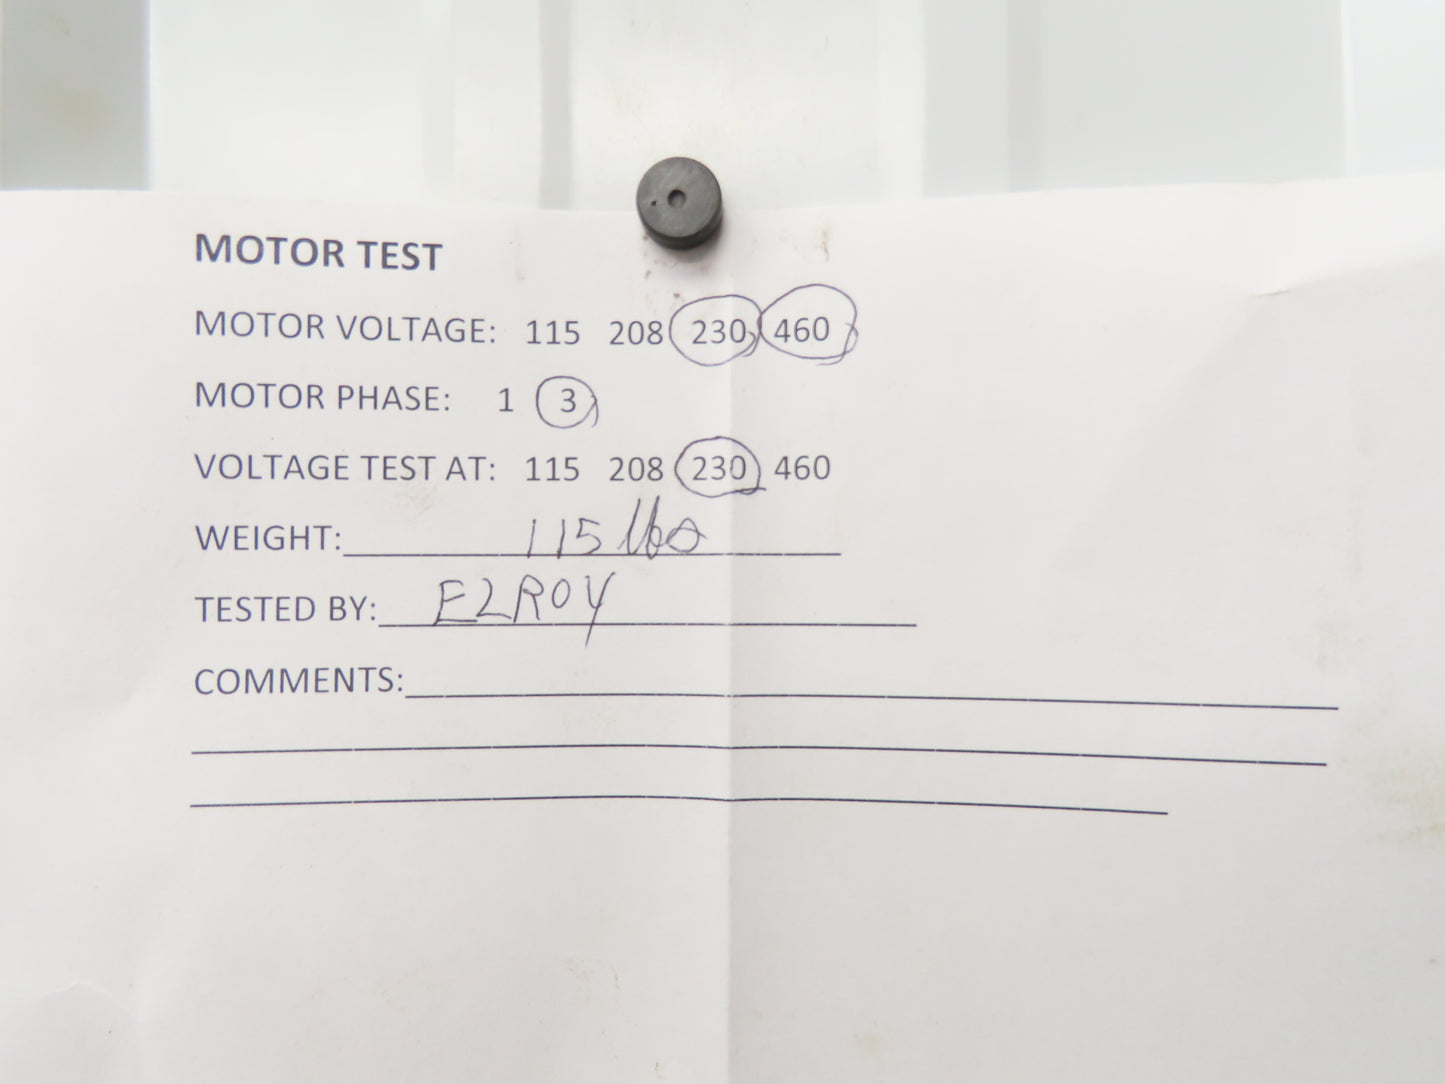 MOTOR TEST
MOTOR VOLTAGE: 115 208 230 460
MOTOR PHASE: 1 3
VOLTAGE TEST AT: 115 208 230 460
WEIGHT: 115 lbs
TESTED BY: ELROY
COMMENTS: